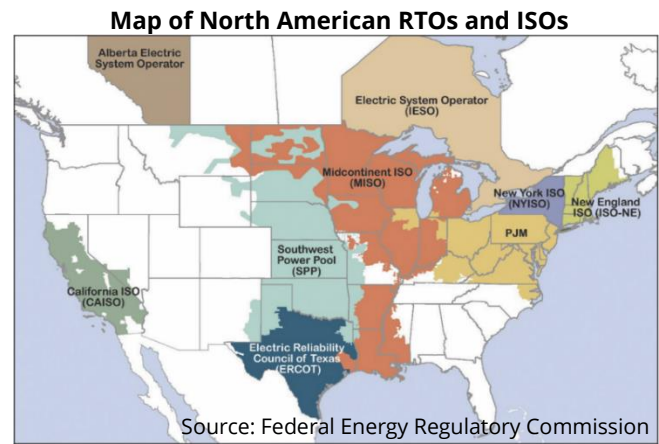 Map of North American RTOs and ISOs
Alberta Electric
System Operator
Electric System Operator
(IESO)
Midcontinent ISO
(MISO)
New York ISO
(NYISO)
New England
ISO (ISO-NE)
PJM
Southwest
Power Pool
(SPP)
California ISO
(CAISO)
Electric Reliability
Council of Texas
(ERCOT)
Source: Federal Energy Regulatory Commission